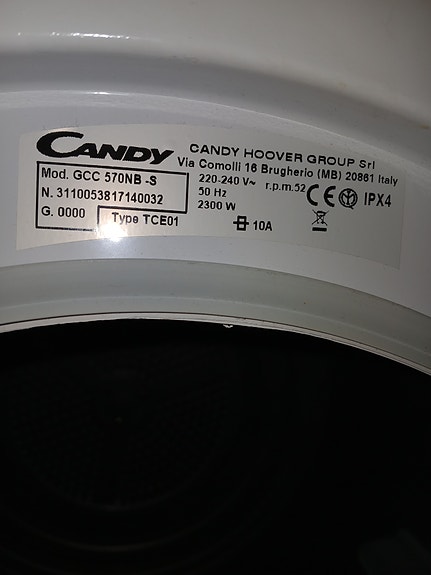 CANDY
CANDY HOOVER GROUP Srl
Via Comolli 16 Brugherio (MB) 20861 Italy
Mod. GCC 570NB -S
N. 3110053817140032
G. 0000
Type TCE01
220-240 V~ r.p.m.52
50 Hz
2300 W
10A
CE
IPX4